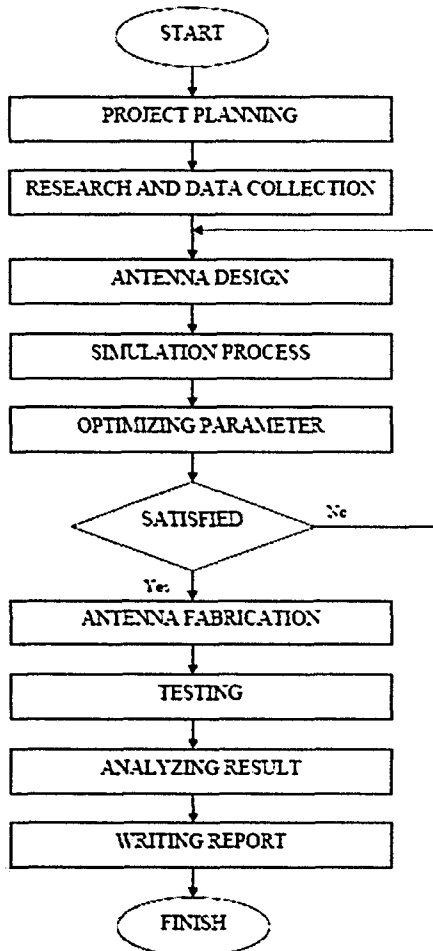 START
PROJECT PLANNING
RESEARCH AND DATA COLLECTION
ANTENNA DESIGN
SIMULATION PROCESS
OPTIMIZING PARAMETER
SATISFIED
No
Yes
ANTENNA FABRICATION
TESTING
ANALYZING RESULT
WRITING REPORT
FINISH